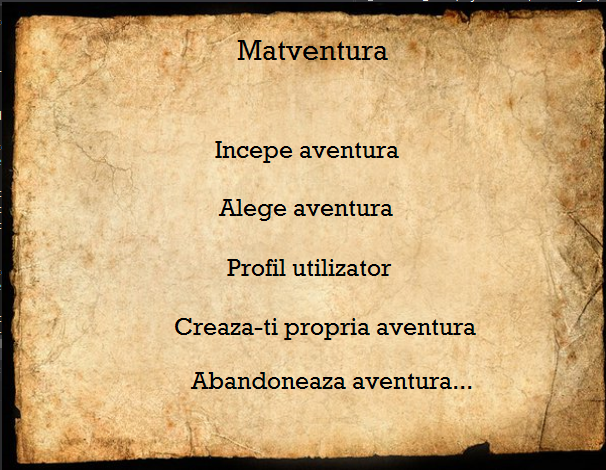 Matventura
Incepe aventura
Alege aventura
Profil utilizator
Creaza-ti propria aventura
Abandoneaza aventura...